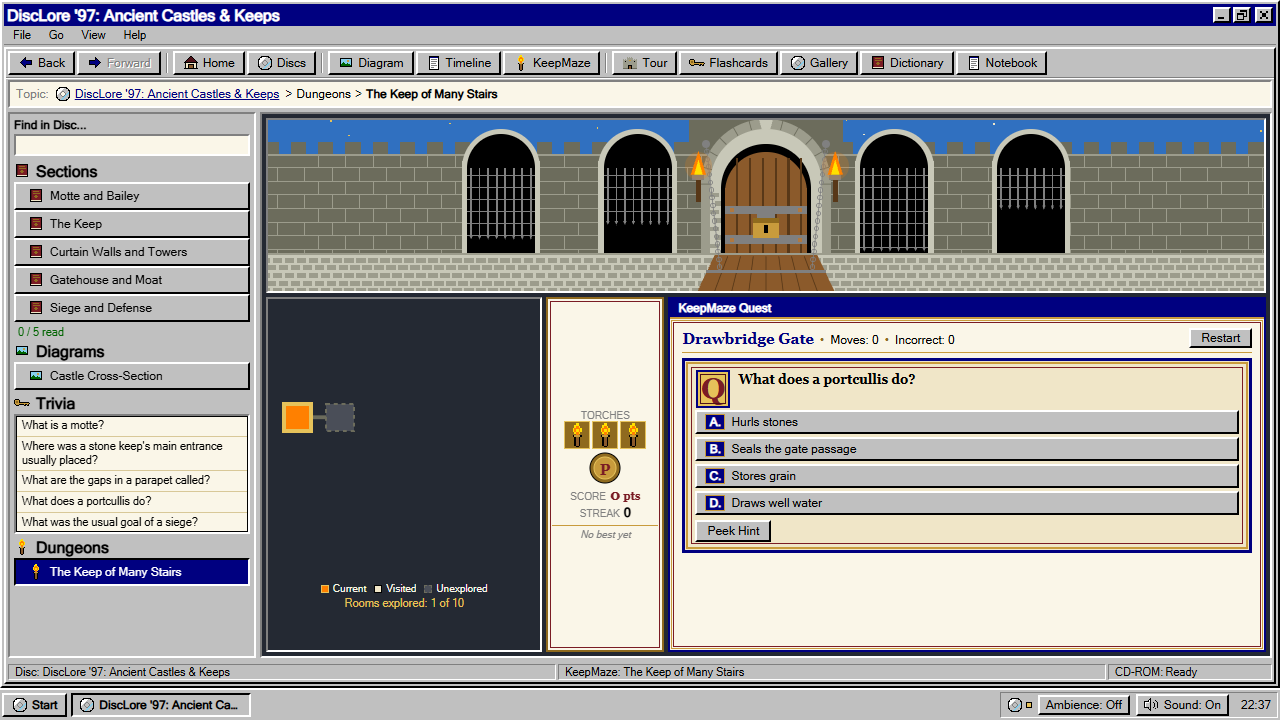 DiscLore '97: Ancient Castles & Keeps
File Go View Help
Back Forward Home Discs Diagram Timeline KeepMaze Tour Flashcards Gallery Dictionary Notebook
Topic: DiscLore '97: Ancient Castles & Keeps > Dungeons > The Keep of Many Stairs
Find in Disc...
Sections
Motte and Bailey
The Keep
Curtain Walls and Towers
Gatehouse and Moat
Siege and Defense
0 / 5 read
Diagrams
Castle Cross-Section
Trivia
What is a motte?
Where was a stone keep's main entrance
usually placed?
What are the gaps in a parapet called?
What does a portcullis do?
What was the usual goal of a siege?
Dungeons
The Keep of Many Stairs
Current Visited Unexplored
Rooms explored: 1 of 10
TORCHES
P
SCORE 0 pts
STREAK 0
No best yet
KeepMaze Quest
Drawbridge Gate • Moves: 0 • Incorrect: 0
Restart
Q What does a portcullis do?
A. Hurls stones
B. Seals the gate passage
C. Stores grain
D. Draws well water
Peek Hint
Disc: DiscLore '97: Ancient Castles & Keeps
KeepMaze: The Keep of Many Stairs
CD-ROM: Ready
Start DiscLore '97: Ancient Ca... Ambience: Off Sound: On 22:37